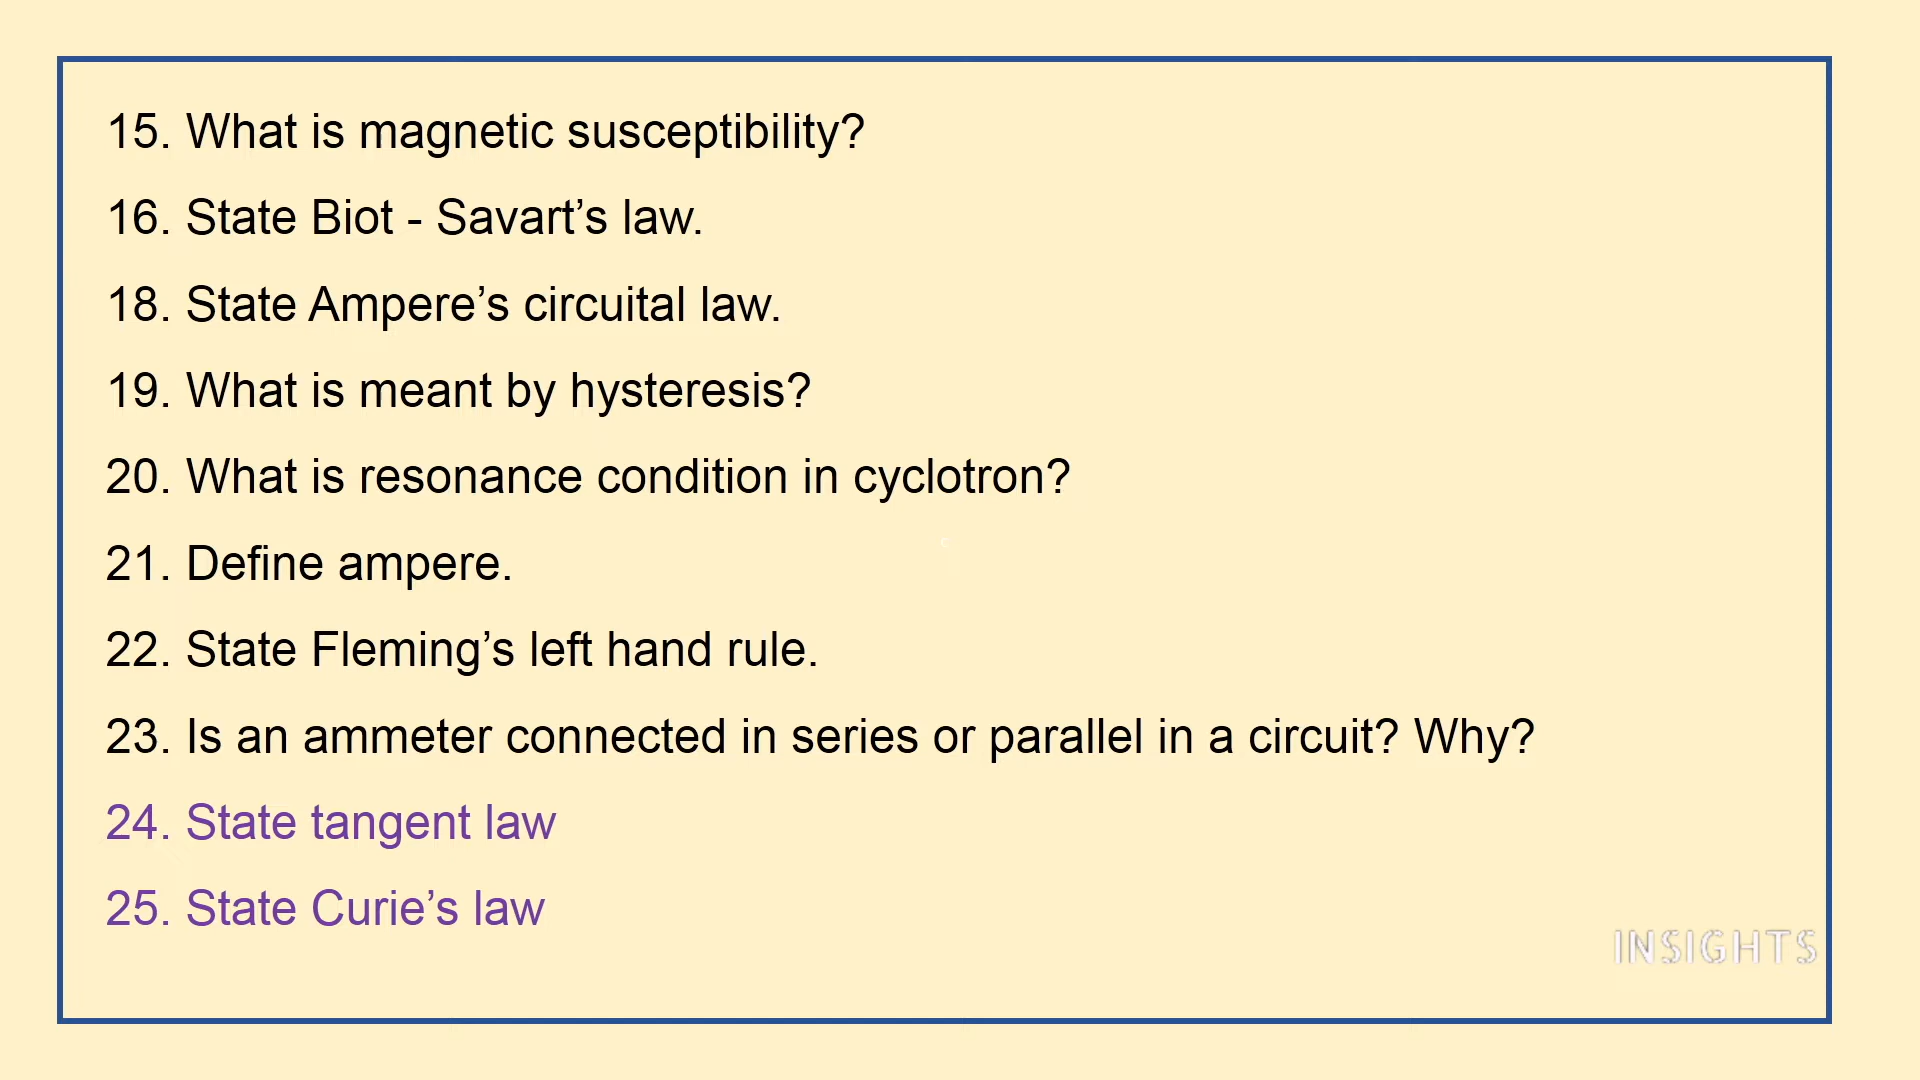 15. What is magnetic susceptibility?
16. State Biot - Savart’s law.
18. State Ampere’s circuital law.
19. What is meant by hysteresis?
20. What is resonance condition in cyclotron?
21. Define ampere.
22. State Fleming’s left hand rule.
23. Is an ammeter connected in series or parallel in a circuit? Why?
24. State tangent law
25. State Curie’s law
INSIGHTS